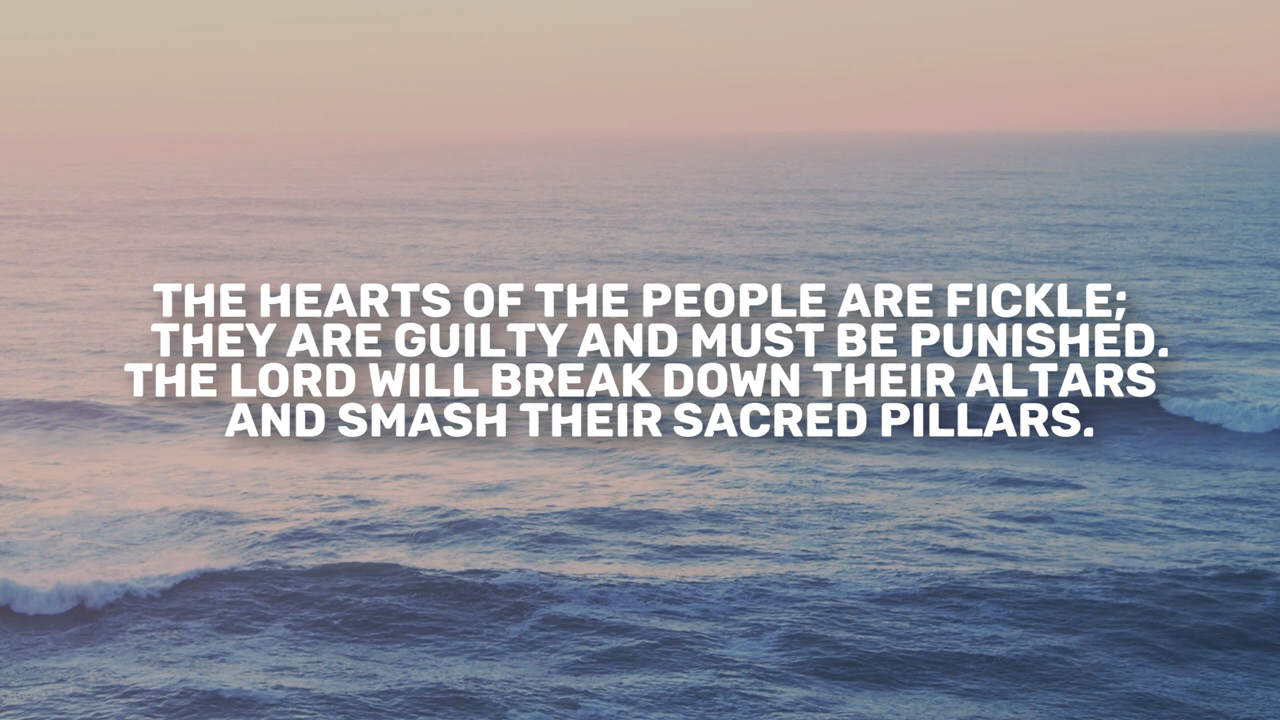 THE HEARTS OF THE PEOPLE ARE FICKLE;
THEY ARE GUILTY AND MUST BE PUNISHED.
THE LORD WILL BREAK DOWN THEIR ALTARS
AND SMASH THEIR SACRED PILLARS.